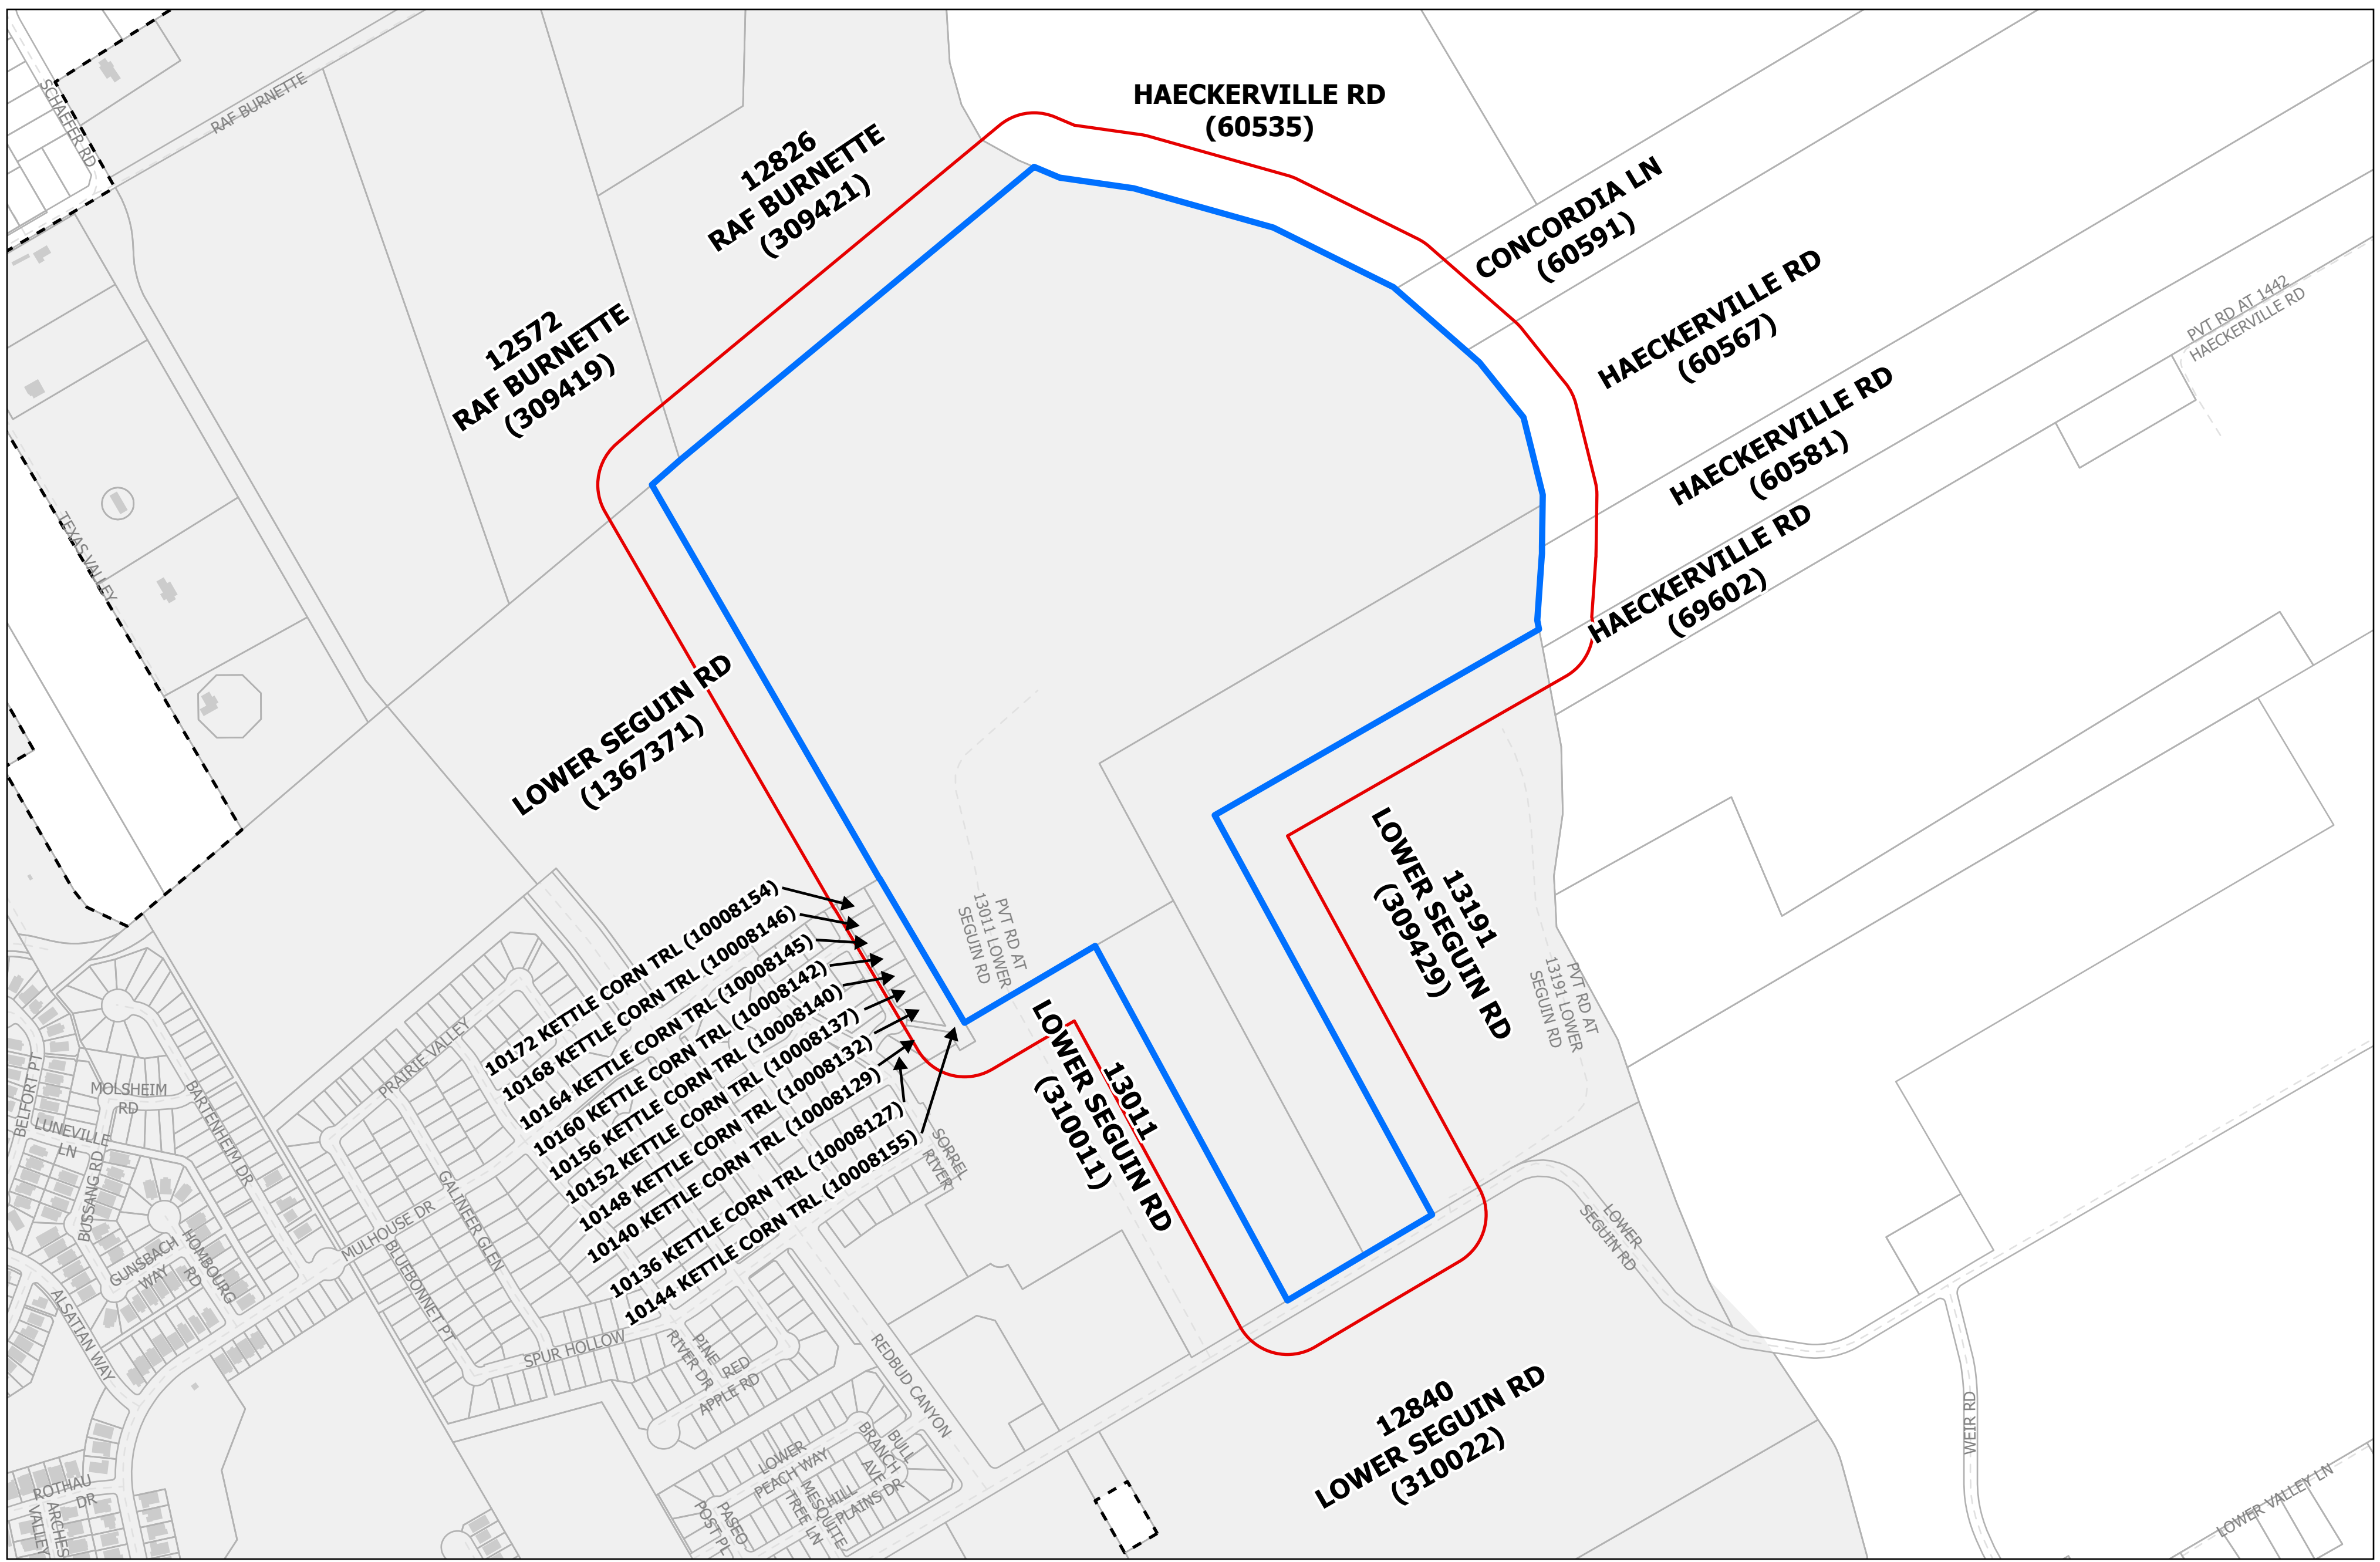 HAECKERVILLE RD
(60535)
SCHAEFER RD
RAF BURNETTE
12826
RAF BURNETTE
(309421)
CONCORDIA LN
(60591)
HAECKERVILLE RD
(60567)
PVT RD AT 1442
HAECKERVILLE RD
12572
RAF BURNETTE
(309419)
HAECKERVILLE RD
(60581)
HAECKERVILLE RD
(69602)
TEXAS VALLEY
LOWER SEGUIN RD
(1367371)
13191
LOWER SEGUIN RD
(309429)
PVT RD AT
13011 LOWER
SEGUIN RD
PVT RD AT
13191 LOWER
SEGUIN RD
10172 KETTLE CORN TRL (10008154)
10168 KETTLE CORN TRL (10008146)
10164 KETTLE CORN TRL (10008145)
10160 KETTLE CORN TRL (10008142)
10156 KETTLE CORN TRL (10008140)
10152 KETTLE CORN TRL (10008137)
10148 KETTLE CORN TRL (10008132)
10140 KETTLE CORN TRL (10008129)
10136 KETTLE CORN TRL (10008127)
10144 KETTLE CORN TRL (10008155)
13011
LOWER SEGUIN RD
(310011)
PRAIRIE VALLEY
BELFORT PT
MOLSHEIM
RD
BARTENHEIM DR
LUNEVILLE
LN
BUSSANG RD
SORREL
RIVER
GALINEER GLEN
MULHOUSE DR
BLUEBONNET PT
GUNSBACH
WAY
HOMBOURG
RD
LOWER
SEGUIN RD
ALSATIAN WAY
SPUR HOLLOW
PINE
RIVER DR
RED
APPLE RD
REDBUD CANYON
12840
LOWER SEGUIN RD
(310022)
WEIR RD
LOWER
PEACH WAY
BULL
BRANCH
AVE
HILL
PLAINS DR
MESQUITE
TREE LN
PASEO
POST PL
ROTHAU
DR
ARCHES
VALLEY
LOWER VALLEY LN